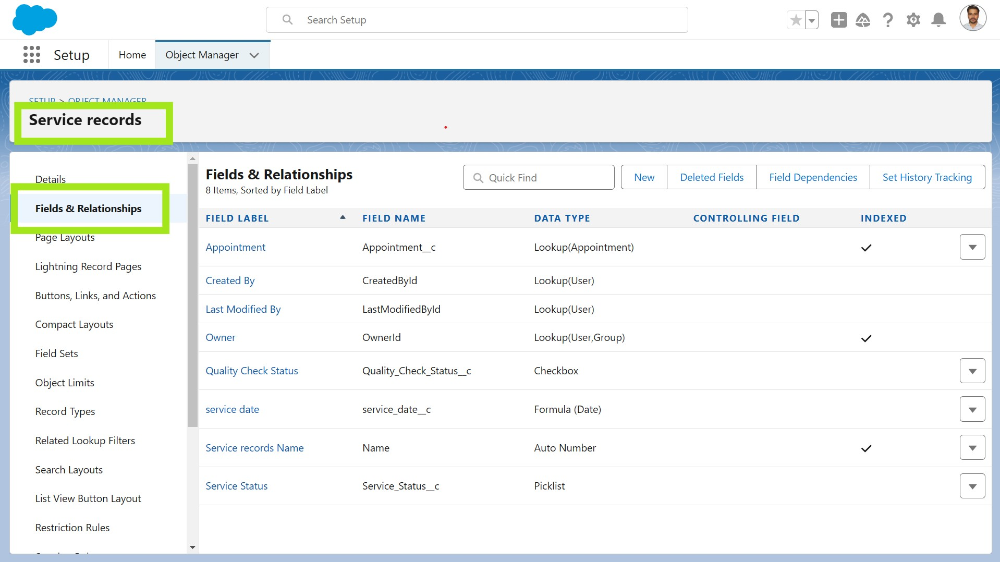 Search Setup
Setup
Home
Object Manager
SETUP > OBJECT MANAGER
Service records
Details
Fields & Relationships
Page Layouts
Lightning Record Pages
Buttons, Links, and Actions
Compact Layouts
Field Sets
Object Limits
Record Types
Related Lookup Filters
Search Layouts
List View Button Layout
Restriction Rules
Fields & Relationships
8 Items, Sorted by Field Label
Quick Find
New
Deleted Fields
Field Dependencies
Set History Tracking
FIELD LABEL FIELD NAME DATA TYPE CONTROLLING FIELD INDEXED
Appointment Appointment__c Lookup(Appointment)
Created By CreatedById Lookup(User)
Last Modified By LastModifiedById Lookup(User)
Owner OwnerId Lookup(User,Group)
Quality Check Status Quality_Check_Status__c Checkbox
service date service_date__c Formula (Date)
Service records Name Name Auto Number
Service Status Service_Status__c Picklist